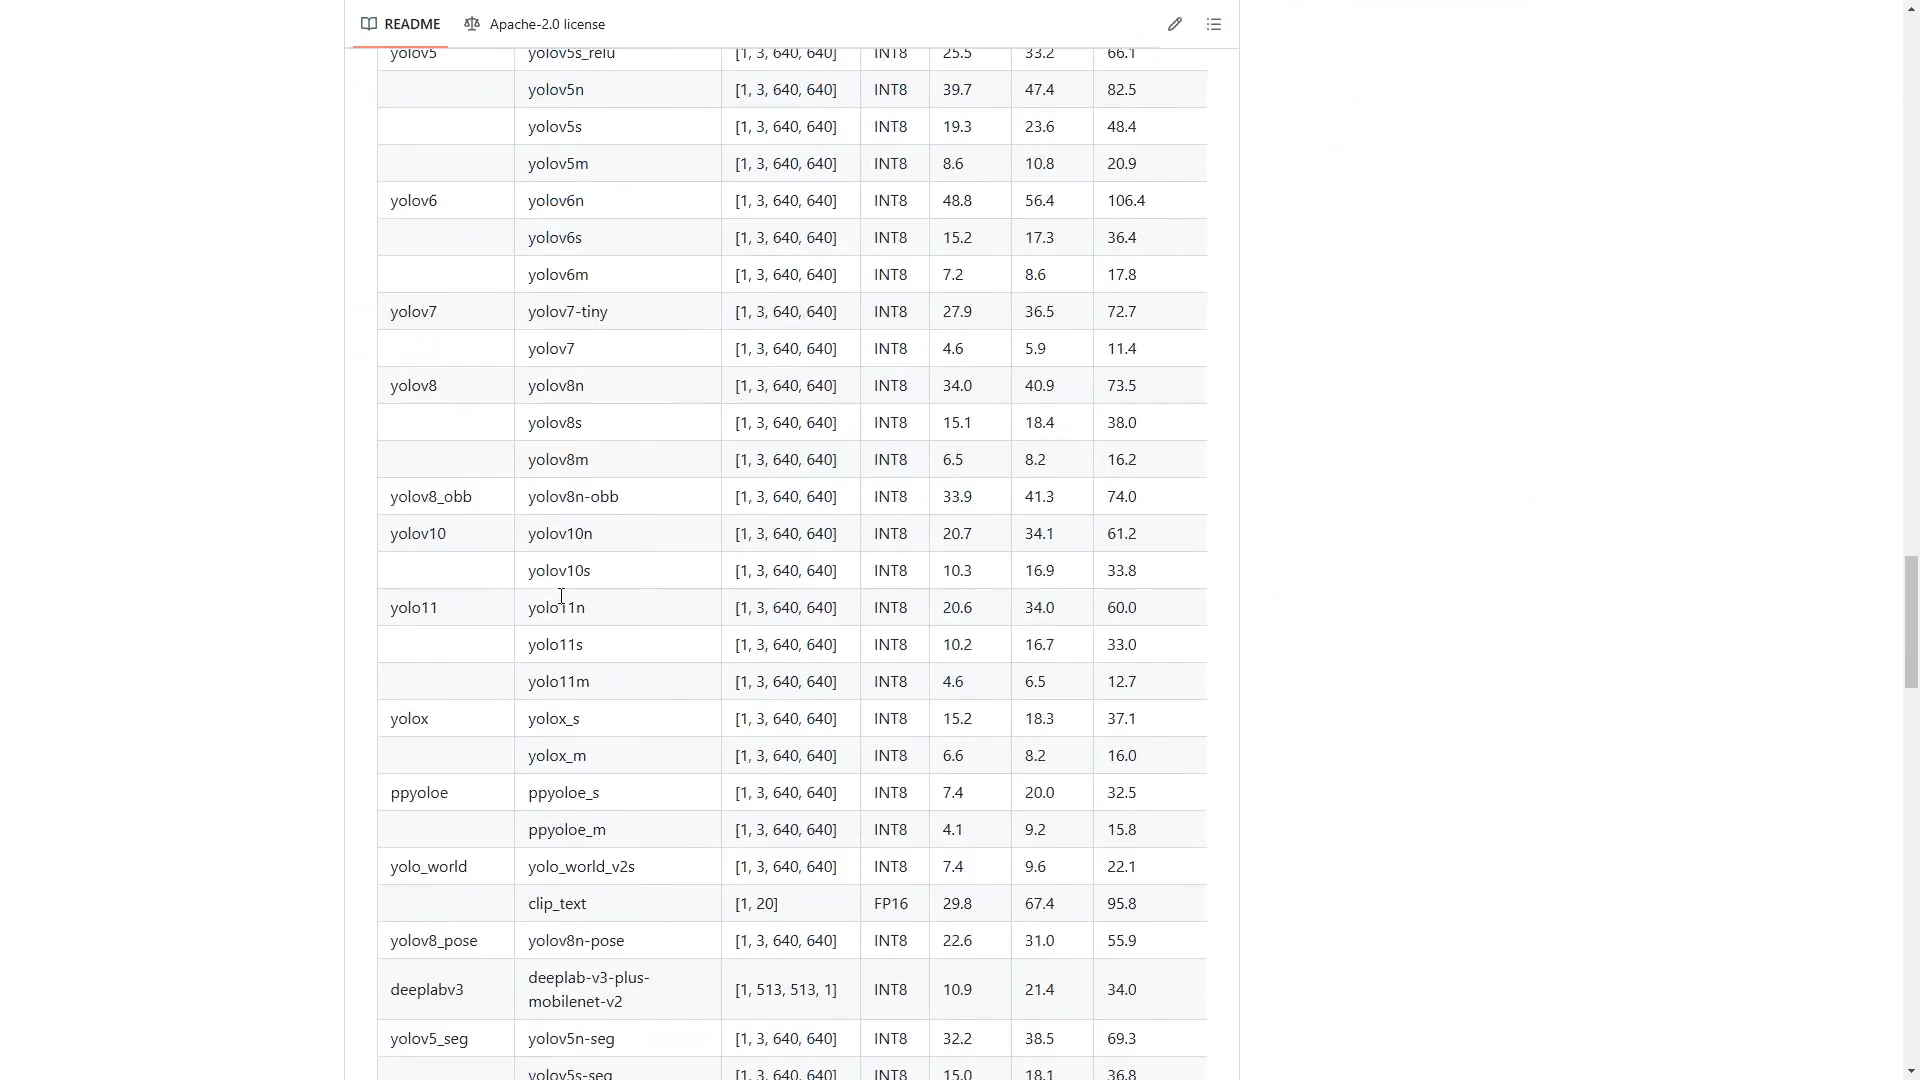 README Apache-2.0 license
yolov5 yolov5s_relu [1, 3, 640, 640] INT8 25.5 33.2 66.1
yolov5n [1, 3, 640, 640] INT8 39.7 47.4 82.5
yolov5s [1, 3, 640, 640] INT8 19.3 23.6 48.4
yolov5m [1, 3, 640, 640] INT8 8.6 10.8 20.9
yolov6 yolov6n [1, 3, 640, 640] INT8 48.8 56.4 106.4
yolov6s [1, 3, 640, 640] INT8 15.2 17.3 36.4
yolov6m [1, 3, 640, 640] INT8 7.2 8.6 17.8
yolov7 yolov7-tiny [1, 3, 640, 640] INT8 27.9 36.5 72.7
yolov7 [1, 3, 640, 640] INT8 4.6 5.9 11.4
yolov8 yolov8n [1, 3, 640, 640] INT8 34.0 40.9 73.5
yolov8s [1, 3, 640, 640] INT8 15.1 18.4 38.0
yolov8m [1, 3, 640, 640] INT8 6.5 8.2 16.2
yolov8_obb yolov8n-obb [1, 3, 640, 640] INT8 33.9 41.3 74.0
yolov10 yolov10n [1, 3, 640, 640] INT8 20.7 34.1 61.2
yolov10s [1, 3, 640, 640] INT8 10.3 16.9 33.8
yolo11 yolo11n [1, 3, 640, 640] INT8 20.6 34.0 60.0
yolo11s [1, 3, 640, 640] INT8 10.2 16.7 33.0
yolo11m [1, 3, 640, 640] INT8 4.6 6.5 12.7
yolox yolox_s [1, 3, 640, 640] INT8 15.2 18.3 37.1
yolox_m [1, 3, 640, 640] INT8 6.6 8.2 16.0
ppyoloe ppyoloe_s [1, 3, 640, 640] INT8 7.4 20.0 32.5
ppyoloe_m [1, 3, 640, 640] INT8 4.1 9.2 15.8
yolo_world yolo_world_v2s [1, 3, 640, 640] INT8 7.4 9.6 22.1
clip_text [1, 20] FP16 29.8 67.4 95.8
yolov8_pose yolov8n-pose [1, 3, 640, 640] INT8 22.6 31.0 55.9
deeplabv3 deeplab-v3-plus-
mobilenet-v2 [1, 513, 513, 1] INT8 10.9 21.4 34.0
yolov5_seg yolov5n-seg [1, 3, 640, 640] INT8 32.2 38.5 69.3
yolov5s-seg [1, 3, 640, 640] INT8 15.0 18.1 36.8